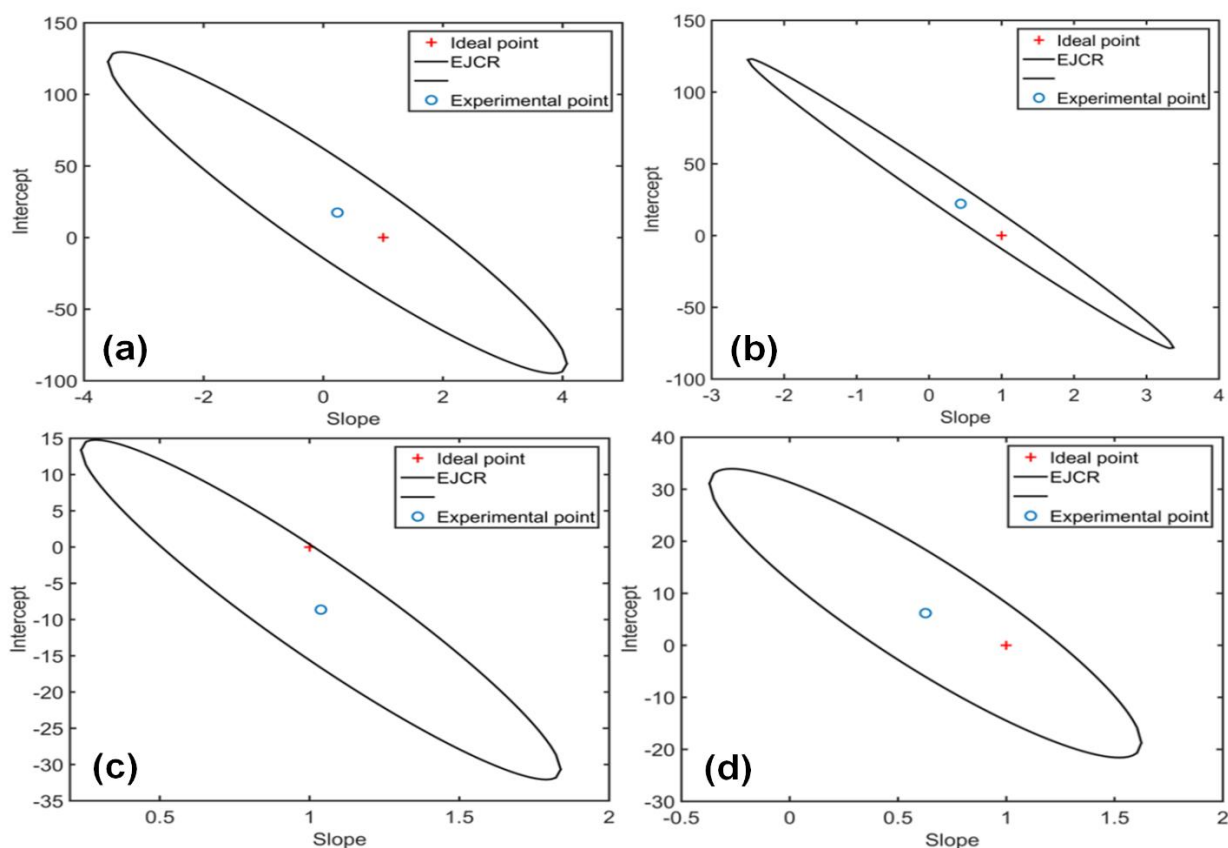 150
100
50
0
-50
-100
Intercept
-4
-2
0
2
4
Slope
Ideal point
EJCR
Experimental point
(a)
150
100
50
0
-50
-100
Intercept
-3
-2
-1
0
1
2
3
4
Slope
Ideal point
EJCR
Experimental point
(b)
15
10
5
0
-5
-10
-15
-20
-25
-30
-35
Intercept
0.5
1
1.5
2
Slope
Ideal point
EJCR
Experimental point
(c)
40
30
20
10
0
-10
-20
-30
Intercept
-0.5
0
0.5
1
1.5
2
Slope
Ideal point
EJCR
Experimental point
(d)